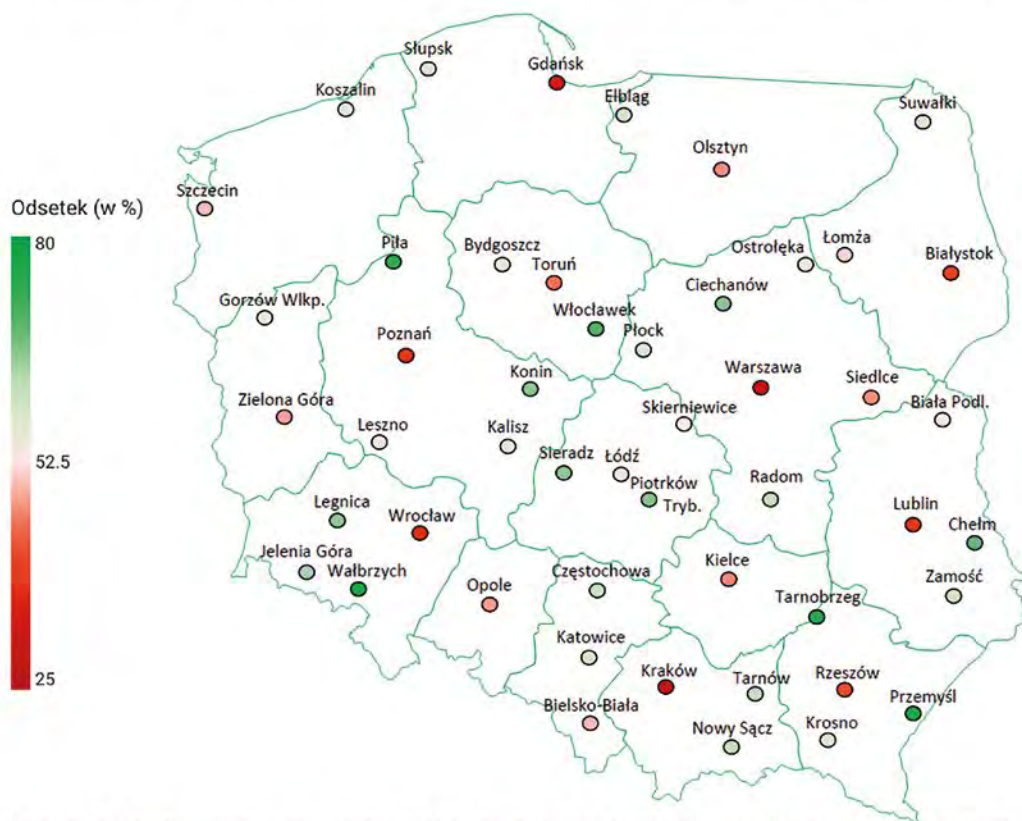 Słupsk
Gdańsk
Koszalin
Elbląg
Suwałki
Olsztyn
Szczecin
Odsetek (w %)
80
52.5
25
Piła
Bydgoszcz
Toruń
Ostrołęka
Łomża
Białystok
Ciechanów
Gorzów Wlkp.
Włocławek
Płock
Poznań
Konin
Warszawa
Siedlce
Biała Podl.
Zielona Góra
Leszno
Kalisz
Skierniewice
Sieradz
Łódź
Piotrków
Tryb.
Radom
Legnica
Wrocław
Lublin
Chełm
Jelenia Góra
Wałbrzych
Opole
Częstochowa
Kielce
Zamość
Tarnobrzeg
Katowice
Kraków
Tarnów
Rzeszów
Przemyśl
Bielsko-Biała
Nowy Sącz
Krosno